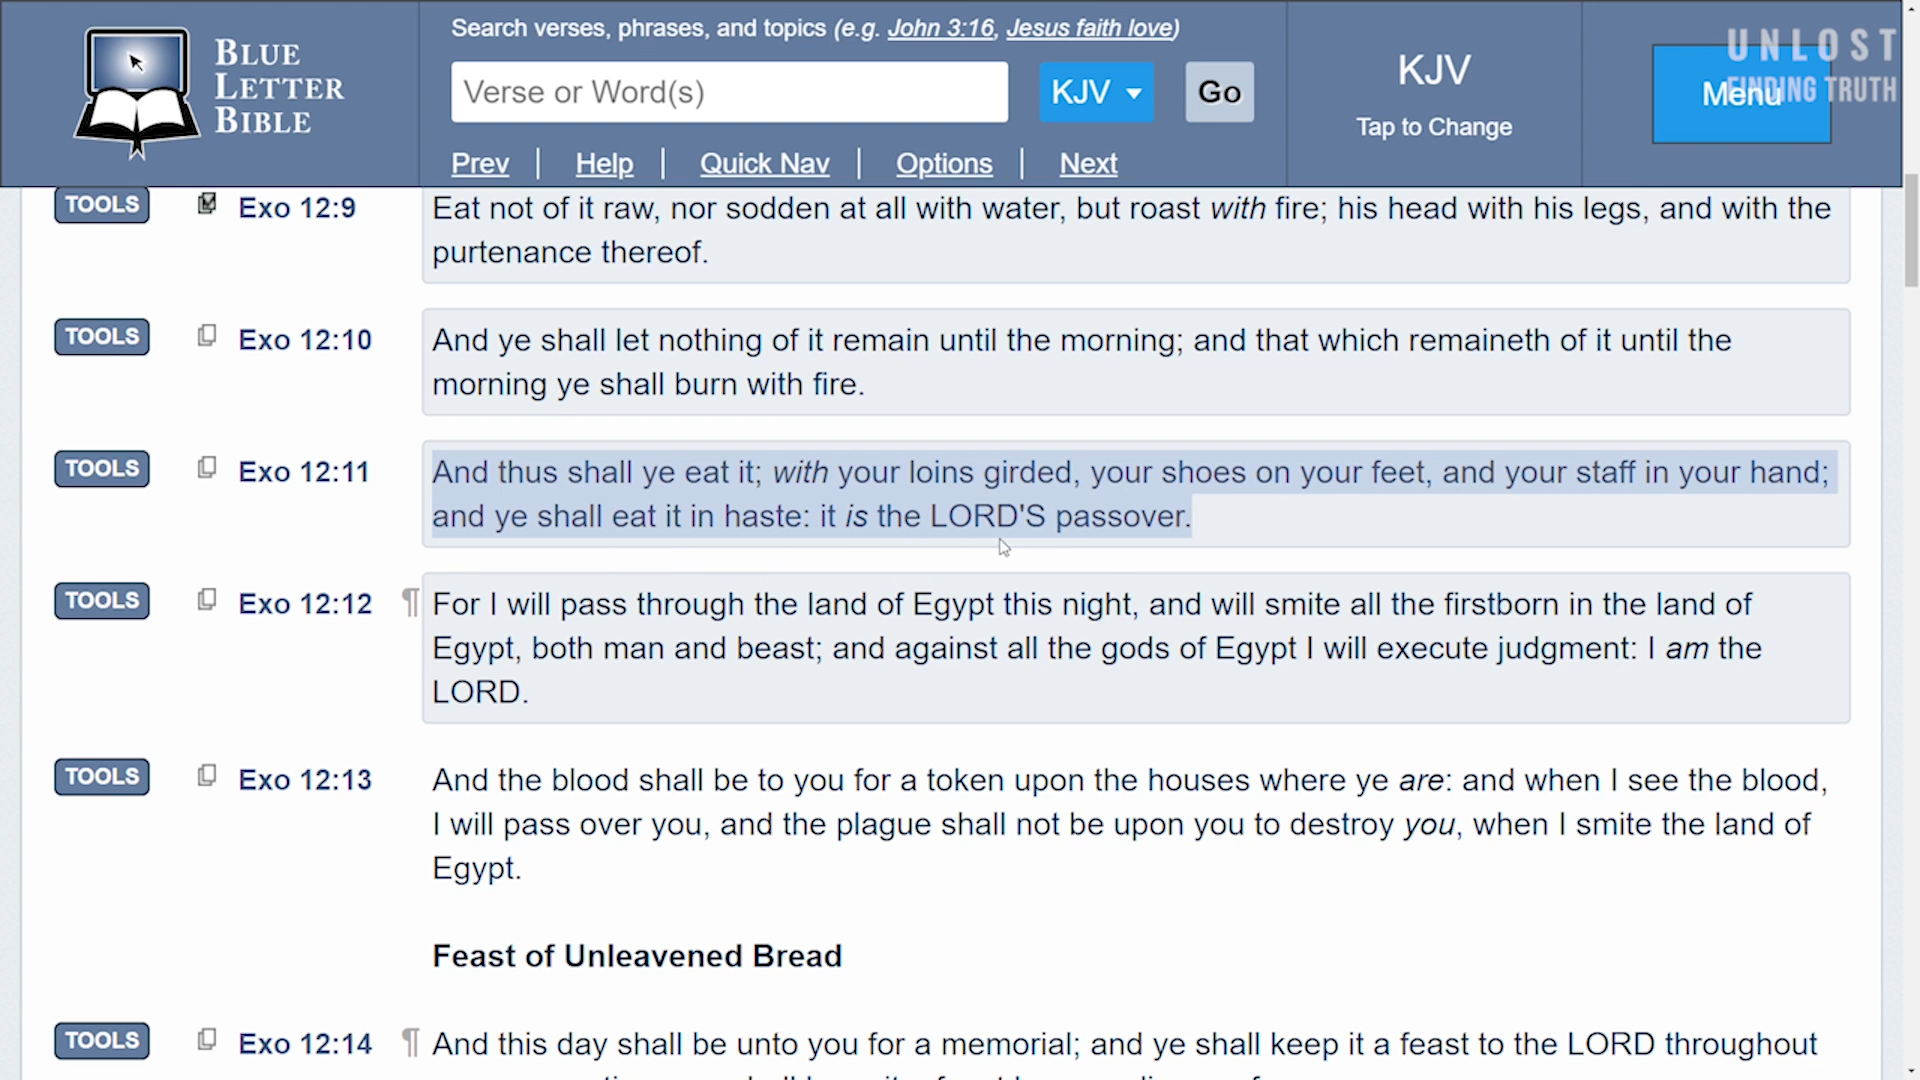 BLUE
LETTER
BIBLE
Search verses, phrases, and topics (e.g. John 3:16, Jesus faith love)
Verse or Word(s)
KJV
Go
Prev | Help | Quick Nav | Options | Next
KJV
Tap to Change
Menu
UNLOST
FINDING TRUTH
TOOLS Exo 12:9 Eat not of it raw, nor sodden at all with water, but roast with fire; his head with his legs, and with the
purtenance thereof.
TOOLS Exo 12:10 And ye shall let nothing of it remain until the morning; and that which remaineth of it until the
morning ye shall burn with fire.
TOOLS Exo 12:11 And thus shall ye eat it; with your loins girded, your shoes on your feet, and your staff in your hand;
and ye shall eat it in haste: it is the LORD'S passover.
TOOLS Exo 12:12 ¶ For I will pass through the land of Egypt this night, and will smite all the firstborn in the land of
Egypt, both man and beast; and against all the gods of Egypt I will execute judgment: I am the
LORD.
TOOLS Exo 12:13 And the blood shall be to you for a token upon the houses where ye are: and when I see the blood,
I will pass over you, and the plague shall not be upon you to destroy you, when I smite the land of
Egypt.
Feast of Unleavened Bread
TOOLS Exo 12:14 ¶ And this day shall be unto you for a memorial; and ye shall keep it a feast to the LORD throughout